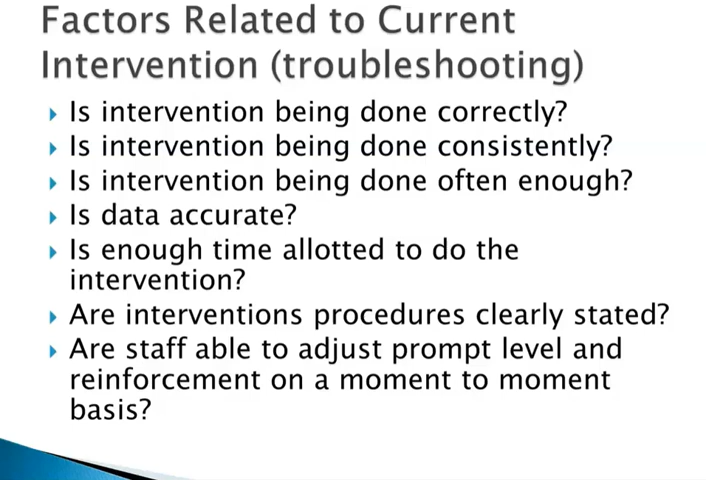 Factors Related to Current
Intervention (troubleshooting)
Is intervention being done correctly?
Is intervention being done consistently?
Is intervention being done often enough?
Is data accurate?
Is enough time allotted to do the
intervention?
Are interventions procedures clearly stated?
Are staff able to adjust prompt level and
reinforcement on a moment to moment
basis?